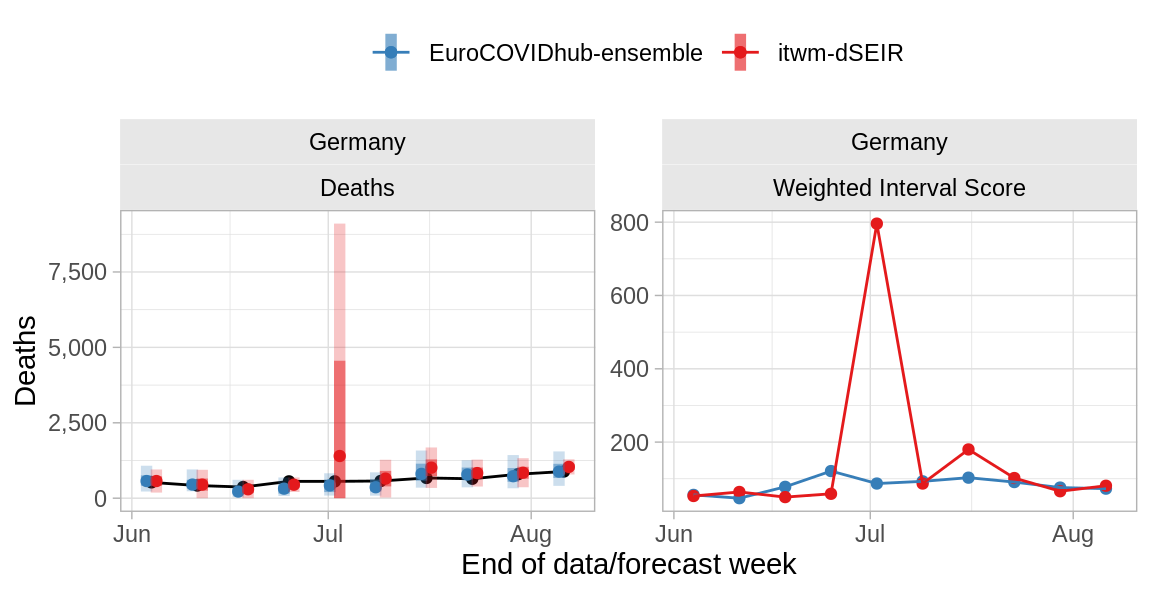 EuroCOVIDhub-ensemble itwm-dSEIR
Germany
Deaths
Deaths
7,500
5,000
2,500
0
Jun Jul Aug
Germany
Weighted Interval Score
800
600
400
200
Jun Jul Aug
End of data/forecast week